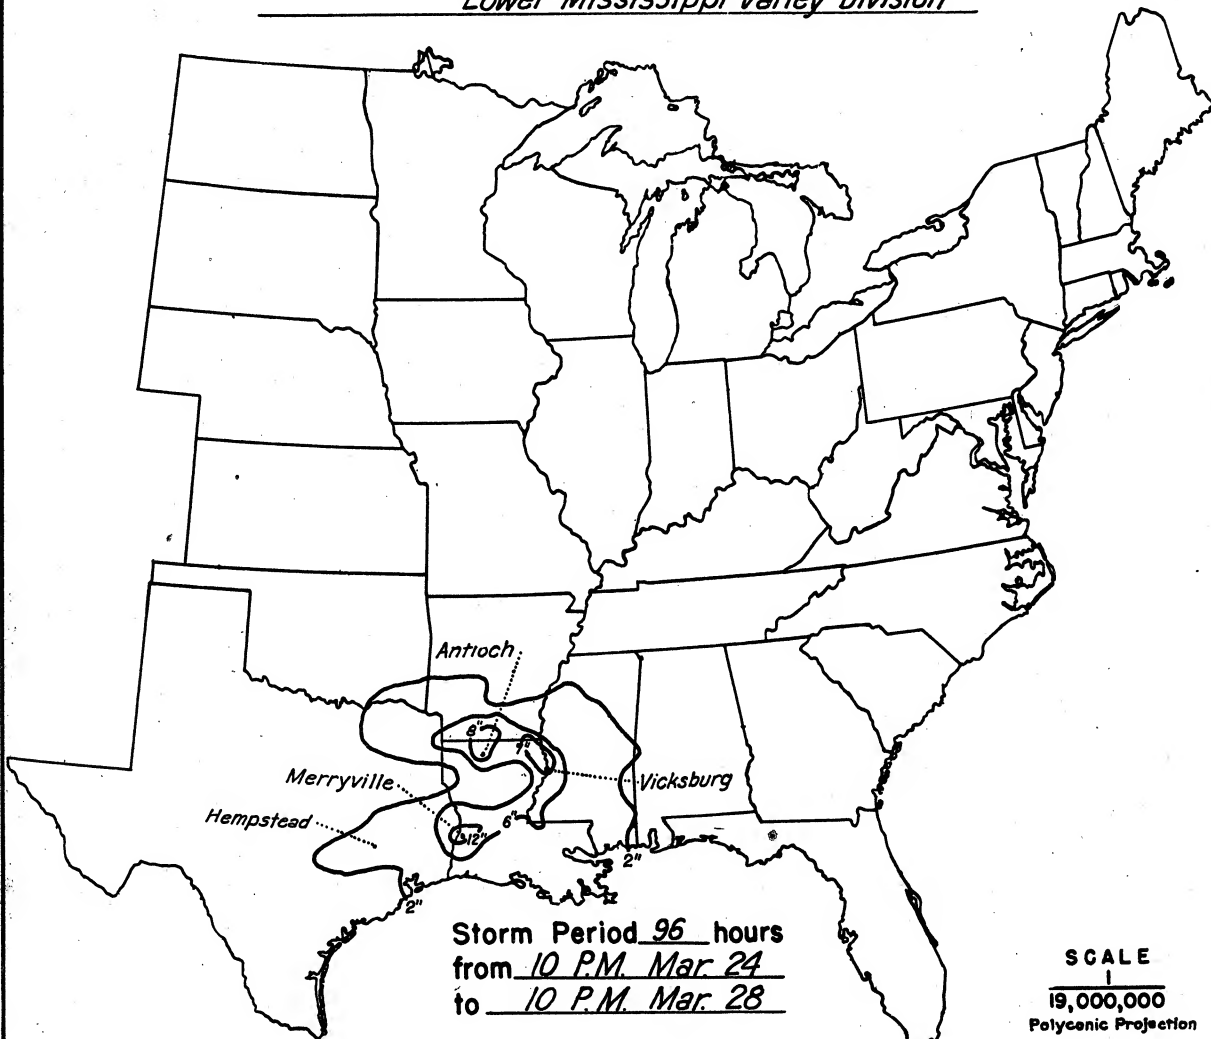 Lower Mississippi Valley Division
Antioch
8"
Merryville
Vicksburg
Hempstead
6"
12"
2"
2"
Storm Period 96 hours
from 10 P.M. Mar. 24
to 10 P.M. Mar. 28
SCALE
1
19,000,000
Polyconic Projection